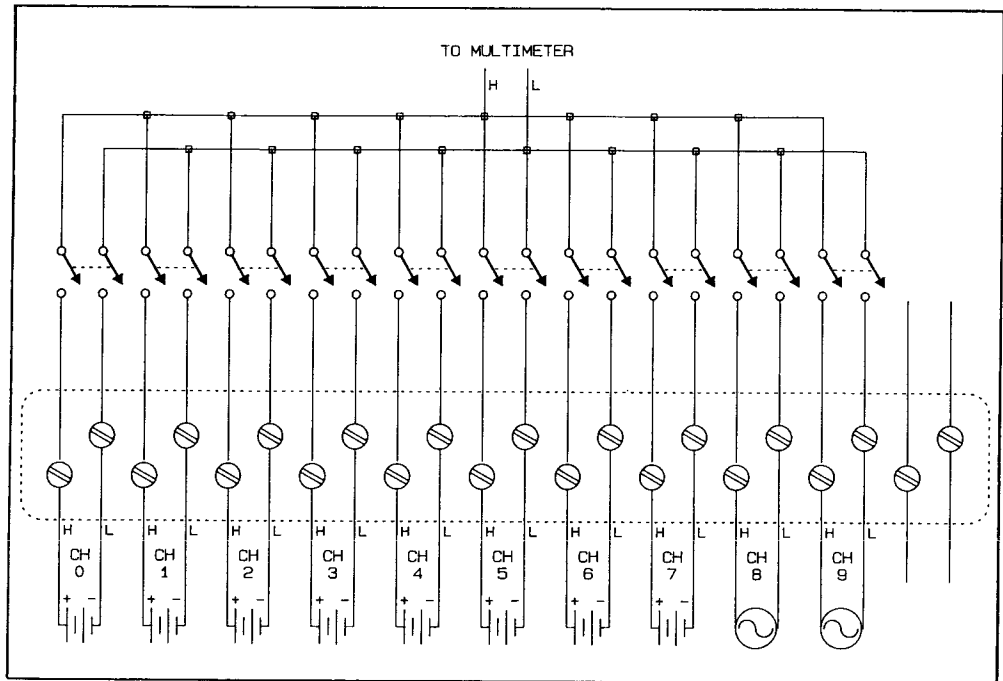 TO MULTIMETER
H L
H L H L H L H L H L H L H L H L H L H L
CH CH CH CH CH CH CH CH CH CH
0 1 2 3 4 5 6 7 8 9
+ − + − + − + − + − + − + − + −